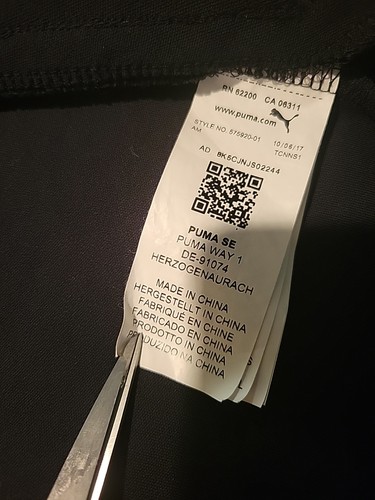 RN 62200 CA 06311
www.puma.com
STYLE NO. 575920-01 10/06/17
AM TCNNS1
AD 8K5CJNJS02244
PUMA SE
PUMA WAY 1
DE-91074
HERZOGENAURACH
MADE IN CHINA
HERGESTELLT IN CHINA
FABRIQUÉ EN CHINE
FABRICADO EN CHINA
PRODOTTO IN CHINA
PRODUZIDO NA CHINA